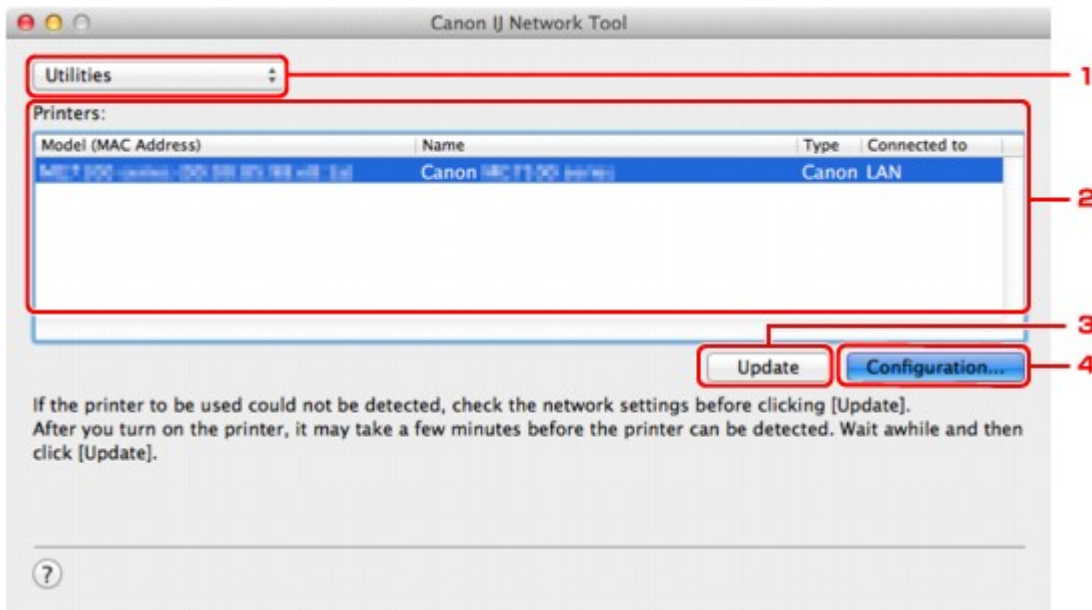 Canon IJ Network Tool
Utilities
1
Printers:
Model (MAC Address) Name Type Connected to
Canon Canon LAN
2
3
Update Configuration...
4
If the printer to be used could not be detected, check the network settings before clicking [Update].
After you turn on the printer, it may take a few minutes before the printer can be detected. Wait awhile and then
click [Update].
?